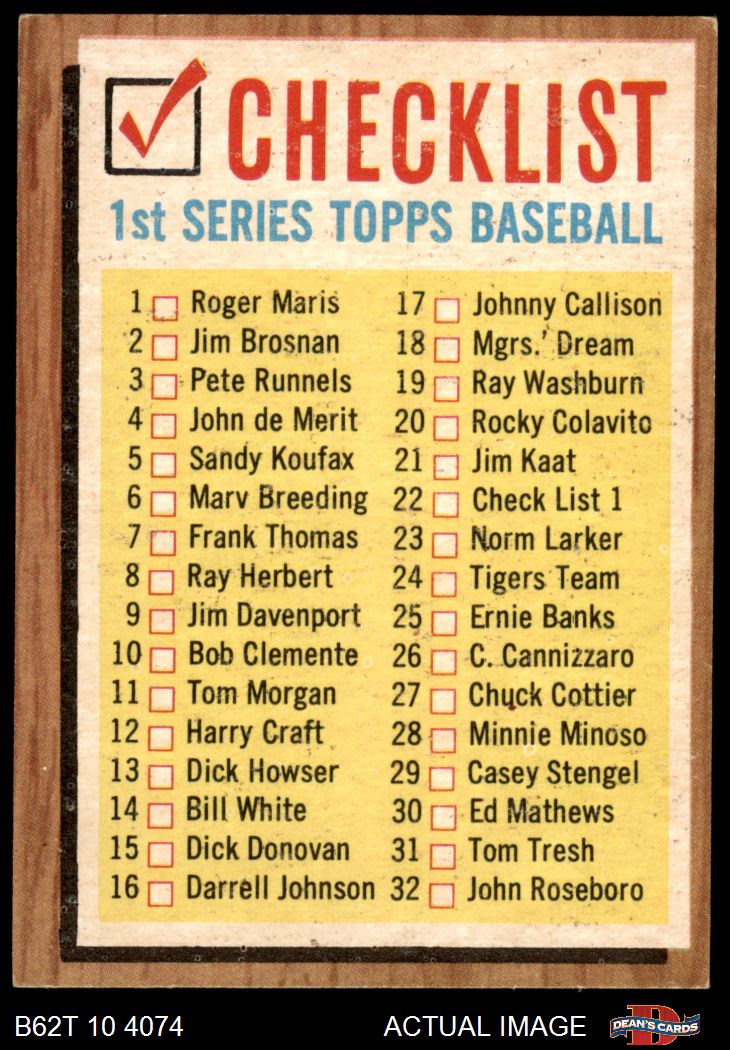 CHECKLIST
1st SERIES TOPPS BASEBALL
1 Roger Maris
2 Jim Brosnan
3 Pete Runnels
4 John de Merit
5 Sandy Koufax
6 Marv Breeding
7 Frank Thomas
8 Ray Herbert
9 Jim Davenport
10 Bob Clemente
11 Tom Morgan
12 Harry Craft
13 Dick Howser
14 Bill White
15 Dick Donovan
16 Darrell Johnson
17 Johnny Callison
18 Mgrs.' Dream
19 Ray Washburn
20 Rocky Colavito
21 Jim Kaat
22 Check List 1
23 Norm Larker
24 Tigers Team
25 Ernie Banks
26 C. Cannizzaro
27 Chuck Cottier
28 Minnie Minoso
29 Casey Stengel
30 Ed Mathews
31 Tom Tresh
32 John Roseboro
B62T 10 4074
ACTUAL IMAGE
D
DEAN'S CARDS